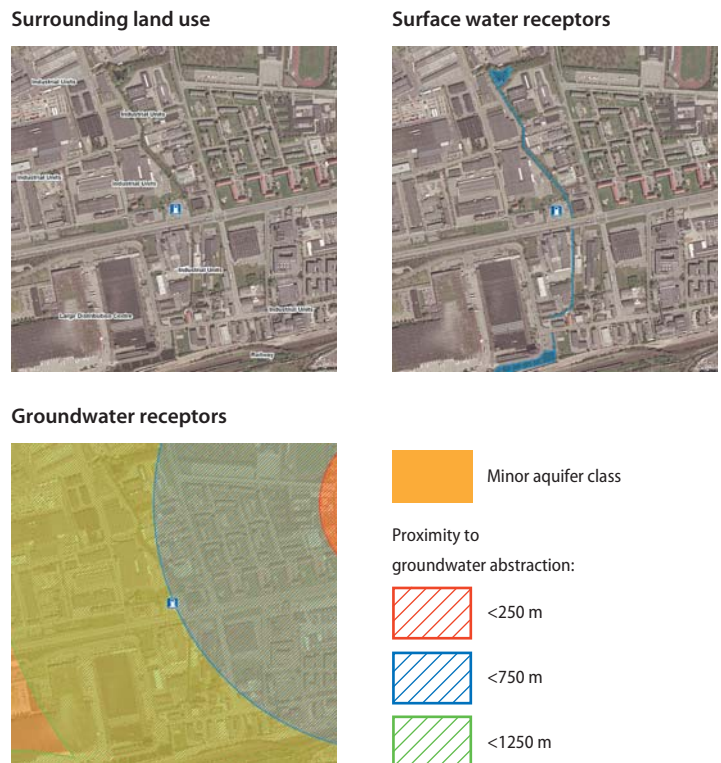 Surrounding land use
Surface water receptors
Industrial Units
Industrial Units
Industrial Units
Industrial Units
Industrial Units
Large Distribution Centre
Industrial Units
Railway
Groundwater receptors
Minor aquifer class
Proximity to
groundwater abstraction:
<250 m
<750 m
<1250 m